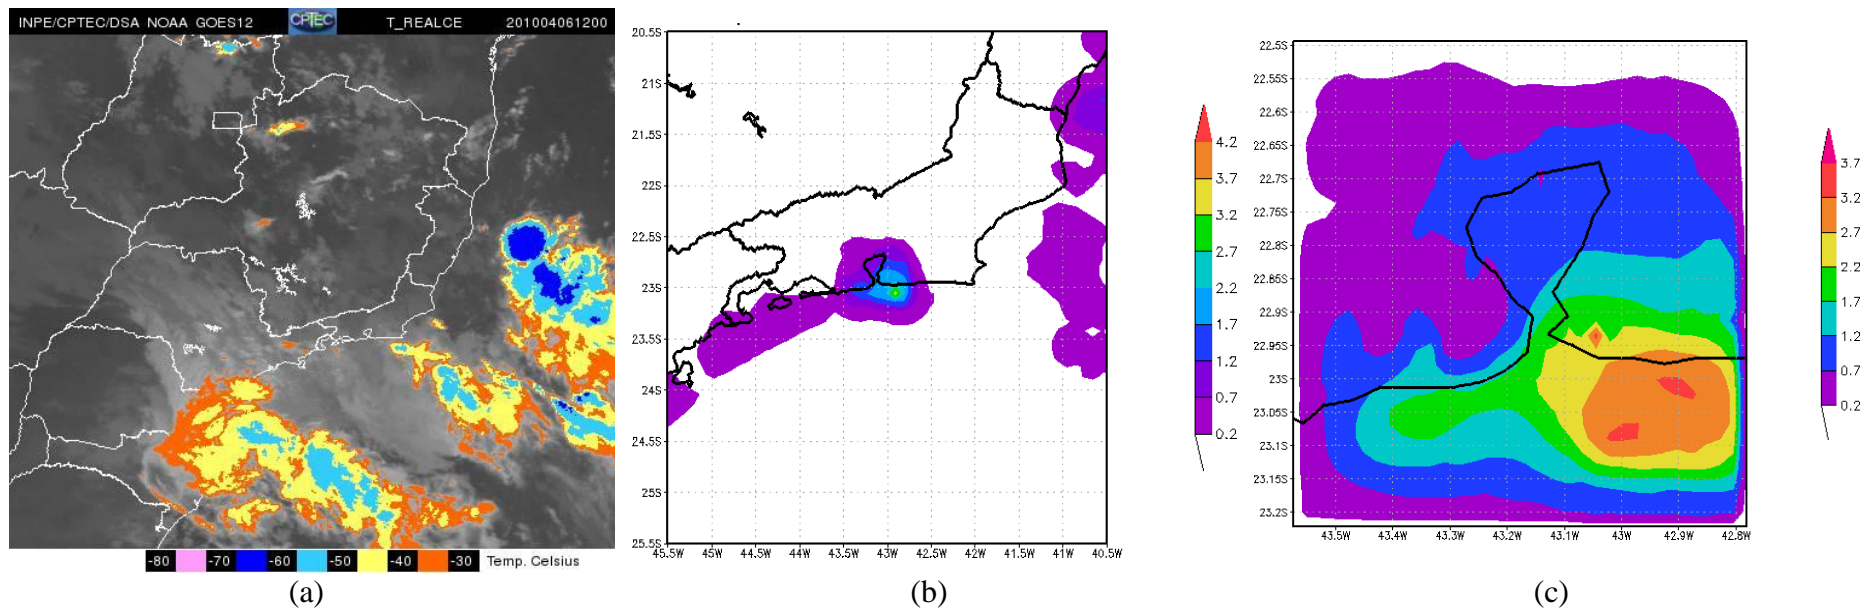 INPE/CPTEC/DSA NOAA GOES12 CPTEC T_REALCE 201004061200
-80 -70 -60 -50 -40 -30 Temp. Celsius
(a)
20.5S
21S
21.5S
22S
22.5S
23S
23.5S
24S
24.5S
25S
25.5S
45.5W 45W 44.5W 44W 43.5W 43W 42.5W 42W 41.5W 41W 40.5W
4.2
3.7
3.2
2.7
2.2
1.7
1.2
0.7
0.2
(b)
22.5S
22.55S
22.6S
22.65S
22.7S
22.75S
22.8S
22.85S
22.9S
22.95S
23S
23.05S
23.1S
23.15S
23.2S
43.5W 43.4W 43.3W 43.2W 43.1W 43W 42.9W 42.8W
3.7
3.2
2.7
2.2
1.7
1.2
0.7
0.2
(c)